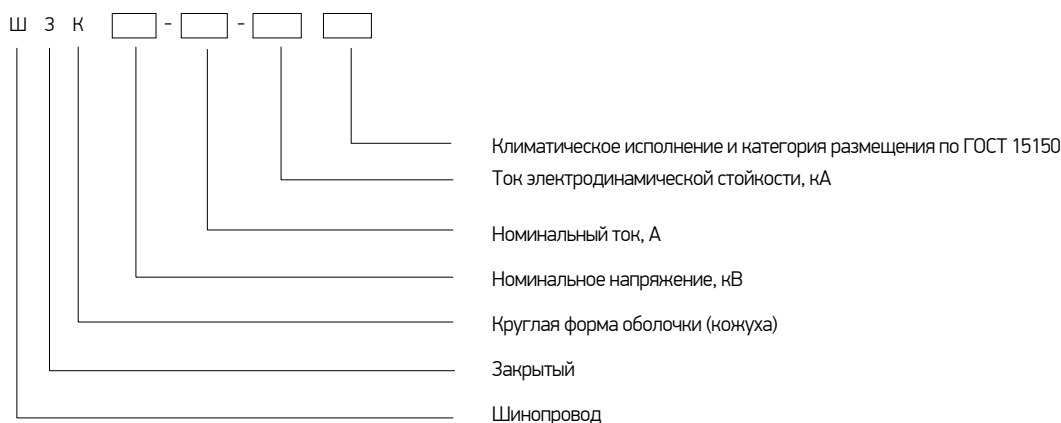 Ш З К - -
Климатическое исполнение и категория размещения по ГОСТ 15150
Ток электродинамической стойкости, кА
Номинальный ток, А
Номинальное напряжение, кВ
Круглая форма оболочки (кожуха)
Закрытый
Шинопровод